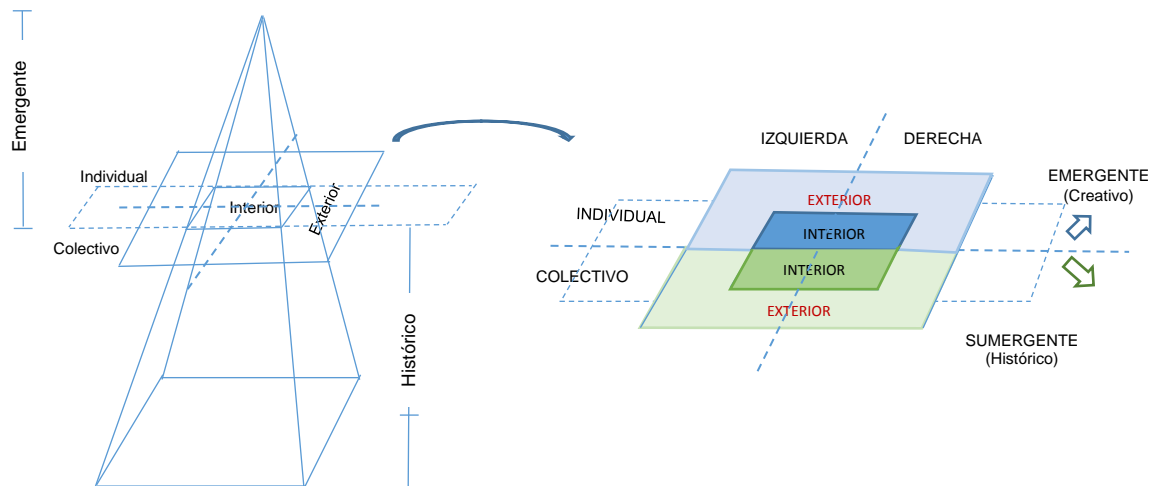 Emergente
Individual
Interior
Exterior
Colectivo
Histórico
IZQUIERDA
DERECHA
EMERGENTE
(Creativo)
EXTERIOR
INDIVIDUAL
INTERIOR
COLECTIVO
INTERIOR
EXTERIOR
SUMERGENTE
(Histórico)